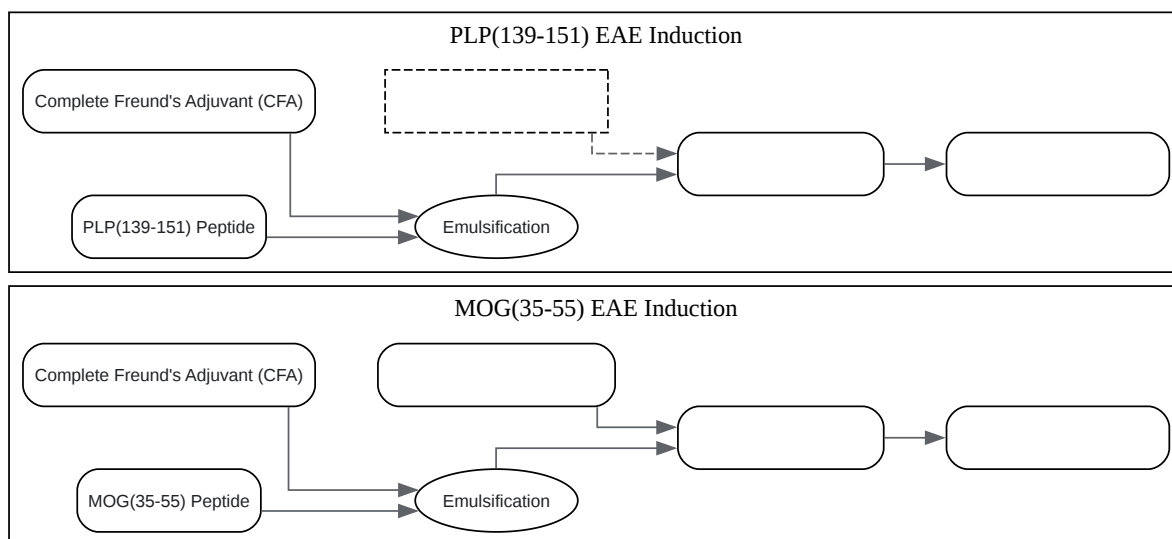 PLP(139-151) EAE Induction
Complete Freund's Adjuvant (CFA)
PLP(139-151) Peptide
Emulsification
MOG(35-55) EAE Induction
Complete Freund's Adjuvant (CFA)
MOG(35-55) Peptide
Emulsification